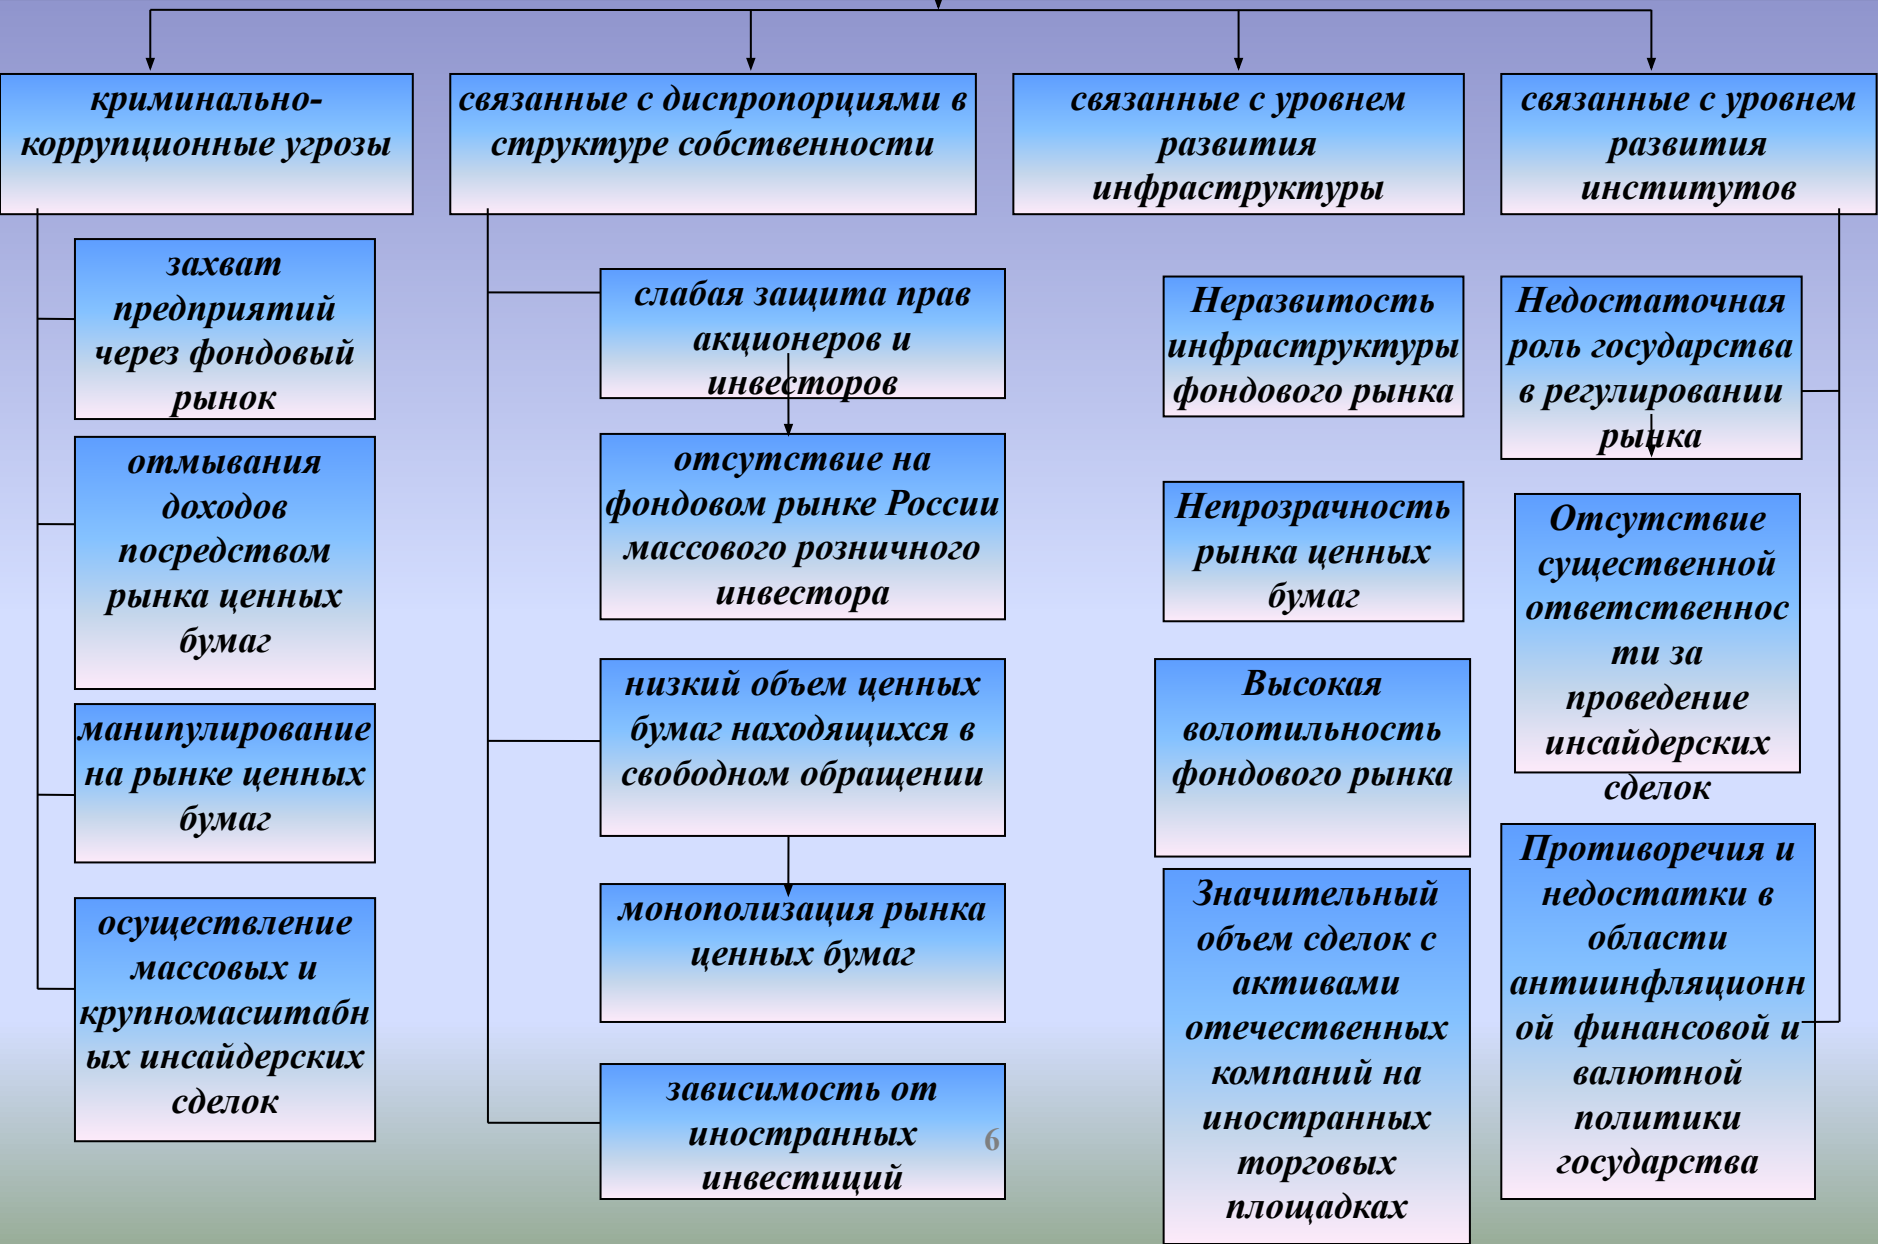 криминально-
коррупционные угрозы
связанные с диспропорциями в
структуре собственности
связанные с уровнем
развития
инфраструктуры
связанные с уровнем
развития
институтов
захват
предприятий
через фондовый
рынок
отмывания
доходов
посредством
рынка ценных
бумаг
манипулирование
на рынке ценных
бумаг
осуществление
массовых и
крупномасштабн
ых инсайдерских
сделок
слабая защита прав
акционеров и
инвесторов
отсутствие на
фондовом рынке России
массового розничного
инвестора
низкий объем ценных
бумаг находящихся в
свободном обращении
монополизация рынка
ценных бумаг
зависимость от
иностранных
инвестиций
6
Неразвитость
инфраструктуры
фондового рынка
Непрозрачность
рынка ценных
бумаг
Высокая
волотильность
фондового рынка
Значительный
объем сделок с
активами
отечественных
компаний на
иностранных
торговых
площадках
Недостаточная
роль государства
в регулировании
рынка
Отсутствие
существенной
ответственнос
ти за
проведение
инсайдерских
сделок
Противоречия и
недостатки в
области
антиинфляционн
ой финансовой и
валютной
политики
государства